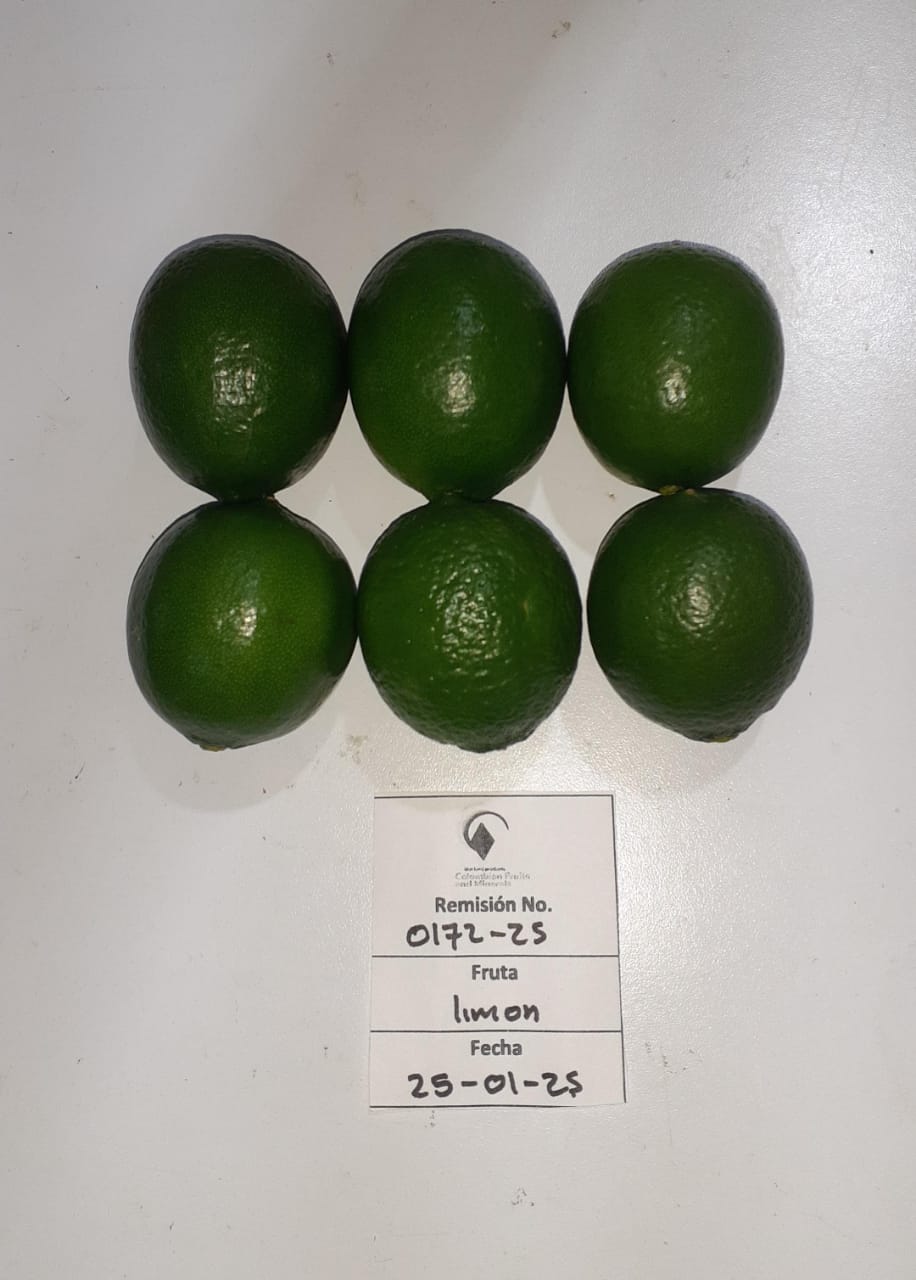 Colombian Fruits
and Minerals
Remisión No.
0172-25
Fruta
limon
Fecha
25-01-25